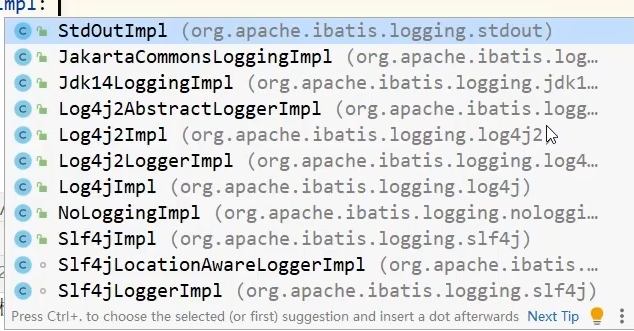 impl:
StdOutImpl (org.apache.ibatis.logging.stdout)
JakartaCommonsLoggingImpl (org.apache.ibatis.log…
Jdk14LoggingImpl (org.apache.ibatis.logging.jdk1…
Log4j2AbstractLoggerImpl (org.apache.ibatis.logg…
Log4j2Impl (org.apache.ibatis.logging.log4j2)
Log4j2LoggerImpl (org.apache.ibatis.logging.log4…
Log4jImpl (org.apache.ibatis.logging.log4j)
NoLoggingImpl (org.apache.ibatis.logging.nologgi…
Slf4jImpl (org.apache.ibatis.logging.slf4j)
Slf4jLocationAwareLoggerImpl (org.apache.ibatis.…
Slf4jLoggerImpl (org.apache.ibatis.logging.slf4j)
Press Ctrl+. to choose the selected (or first) suggestion and insert a dot afterwards Next Tip